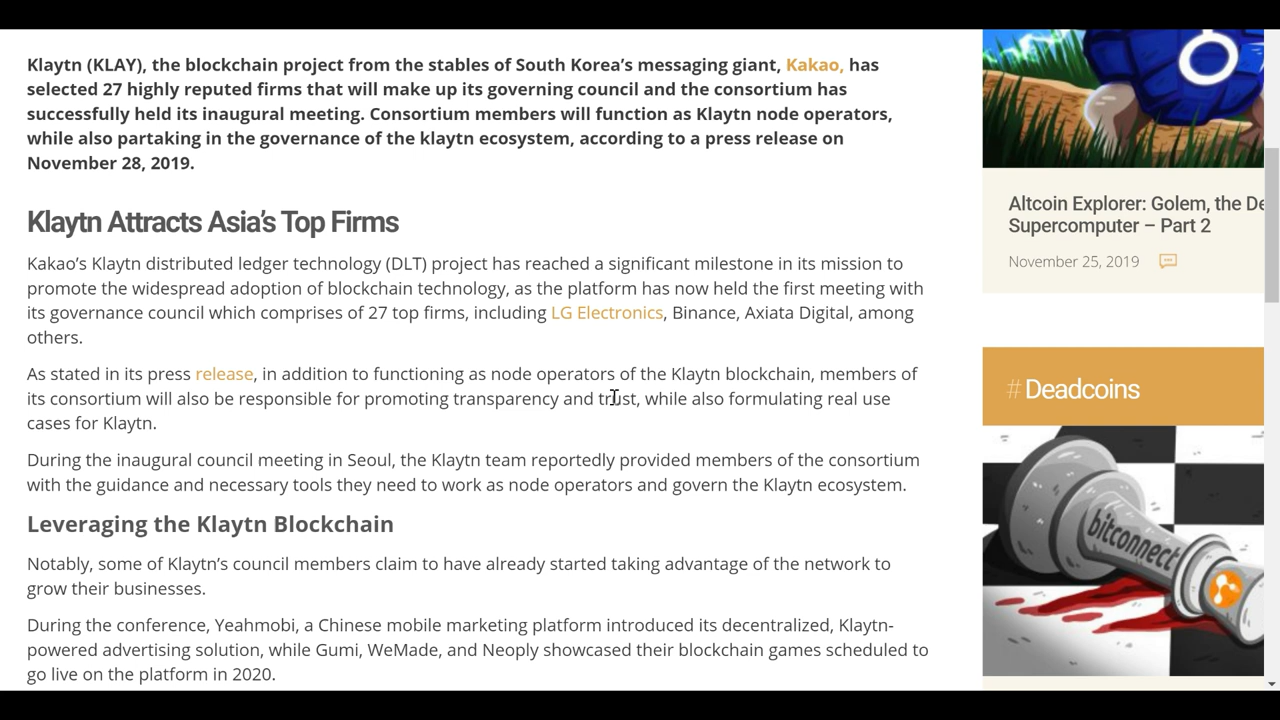 Klaytn (KLAY), the blockchain project from the stables of South Korea's messaging giant, Kakao, has
selected 27 highly reputed firms that will make up its governing council and the consortium has
successfully held its inaugural meeting. Consortium members will function as Klaytn node operators,
while also partaking in the governance of the klaytn ecosystem, according to a press release on
November 28, 2019.
Klaytn Attracts Asia's Top Firms
Kakao's Klaytn distributed ledger technology (DLT) project has reached a significant milestone in its mission to
promote the widespread adoption of blockchain technology, as the platform has now held the first meeting with
its governance council which comprises of 27 top firms, including LG Electronics, Binance, Axiata Digital, among
others.
As stated in its press release, in addition to functioning as node operators of the Klaytn blockchain, members of
its consortium will also be responsible for promoting transparency and trust, while also formulating real use
cases for Klaytn.
During the inaugural council meeting in Seoul, the Klaytn team reportedly provided members of the consortium
with the guidance and necessary tools they need to work as node operators and govern the Klaytn ecosystem.
Leveraging the Klaytn Blockchain
Notably, some of Klaytn's council members claim to have already started taking advantage of the network to
grow their businesses.
During the conference, Yeahmobi, a Chinese mobile marketing platform introduced its decentralized, Klaytn-
powered advertising solution, while Gumi, WeMade, and Neoply showcased their blockchain games scheduled to
go live on the platform in 2020.
Altcoin Explorer: Golem, the De
Supercomputer – Part 2
November 25, 2019
# Deadcoins
bitconnect